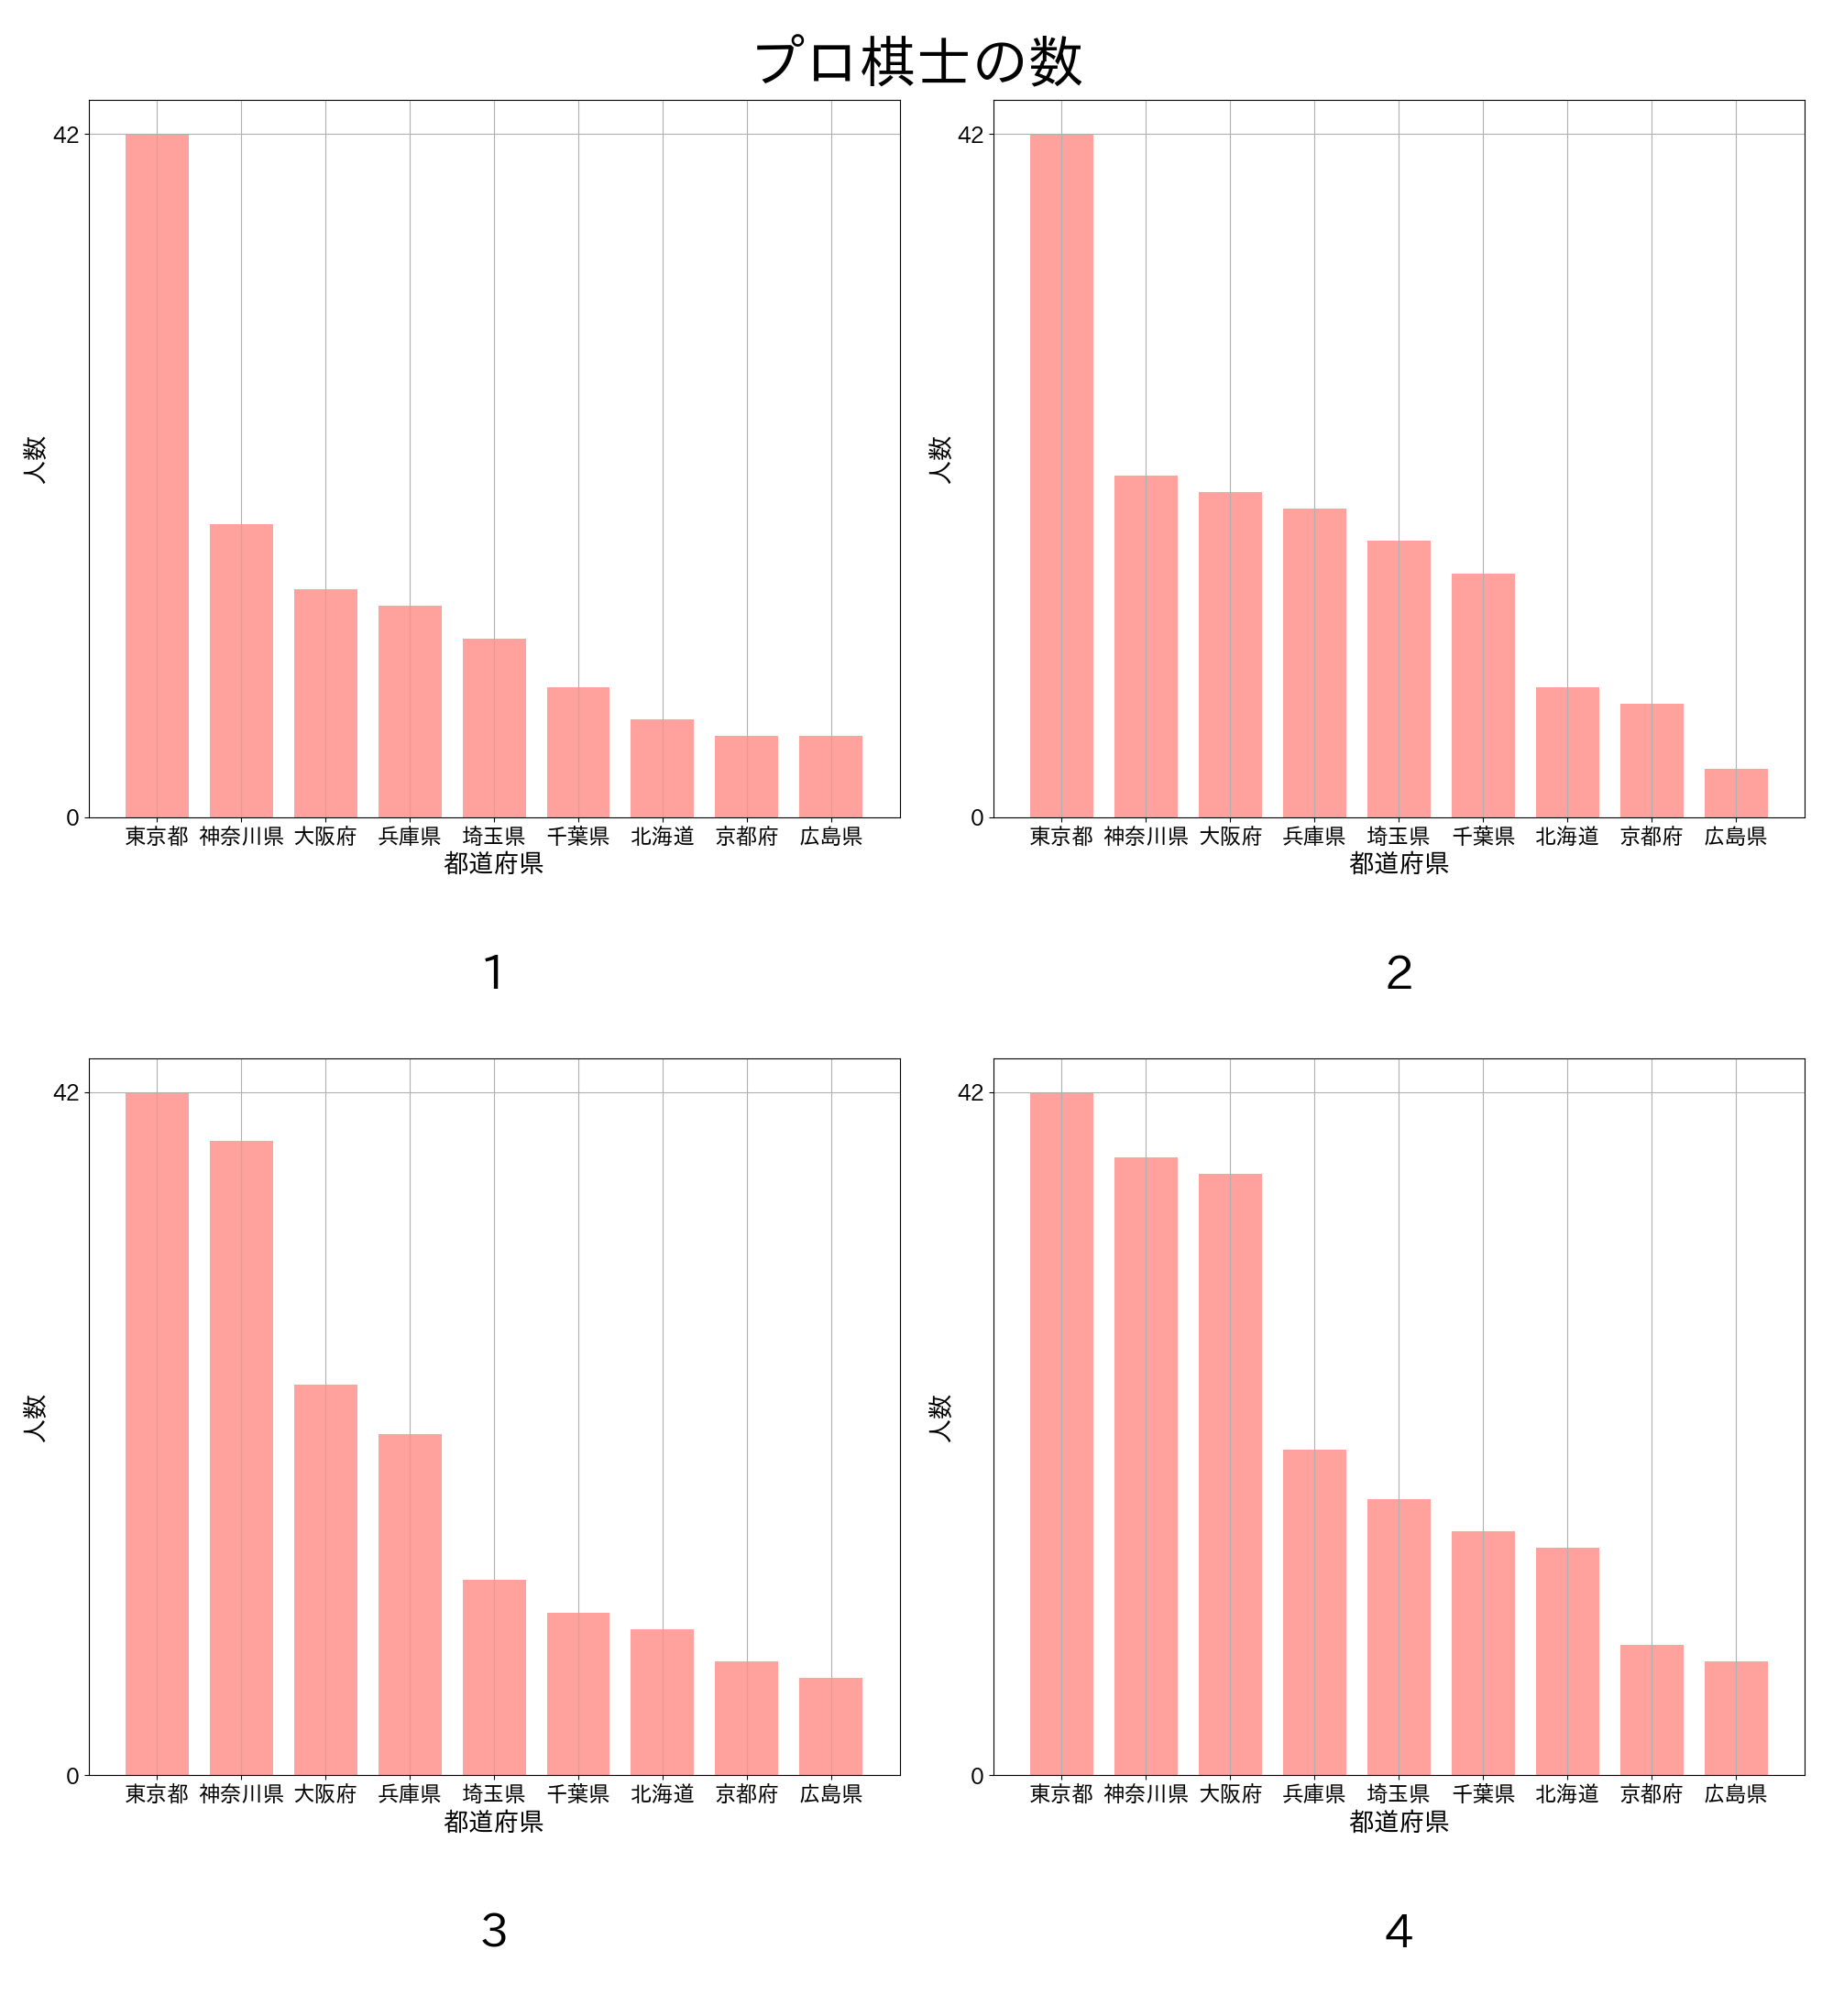 プロ棋士の数
42
0
人数
東京都 神奈川県 大阪府 兵庫県 埼玉県 千葉県 北海道 京都府 広島県
都道府県
1
42
0
人数
東京都 神奈川県 大阪府 兵庫県 埼玉県 千葉県 北海道 京都府 広島県
都道府県
2
42
0
人数
東京都 神奈川県 大阪府 兵庫県 埼玉県 千葉県 北海道 京都府 広島県
都道府県
3
42
0
人数
東京都 神奈川県 大阪府 兵庫県 埼玉県 千葉県 北海道 京都府 広島県
都道府県
4